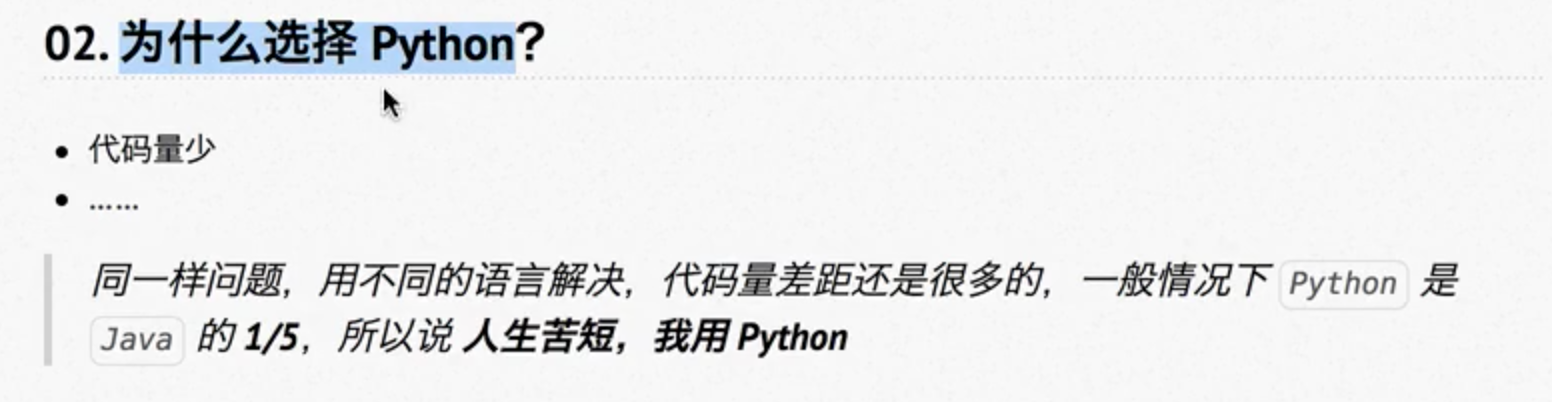 02. 为什么选择 Python?
代码量少
……
同一样问题，用不同的语言解决，代码量差距还是很多的，一般情况下 Python 是
Java 的 1/5，所以说 人生苦短，我用 Python